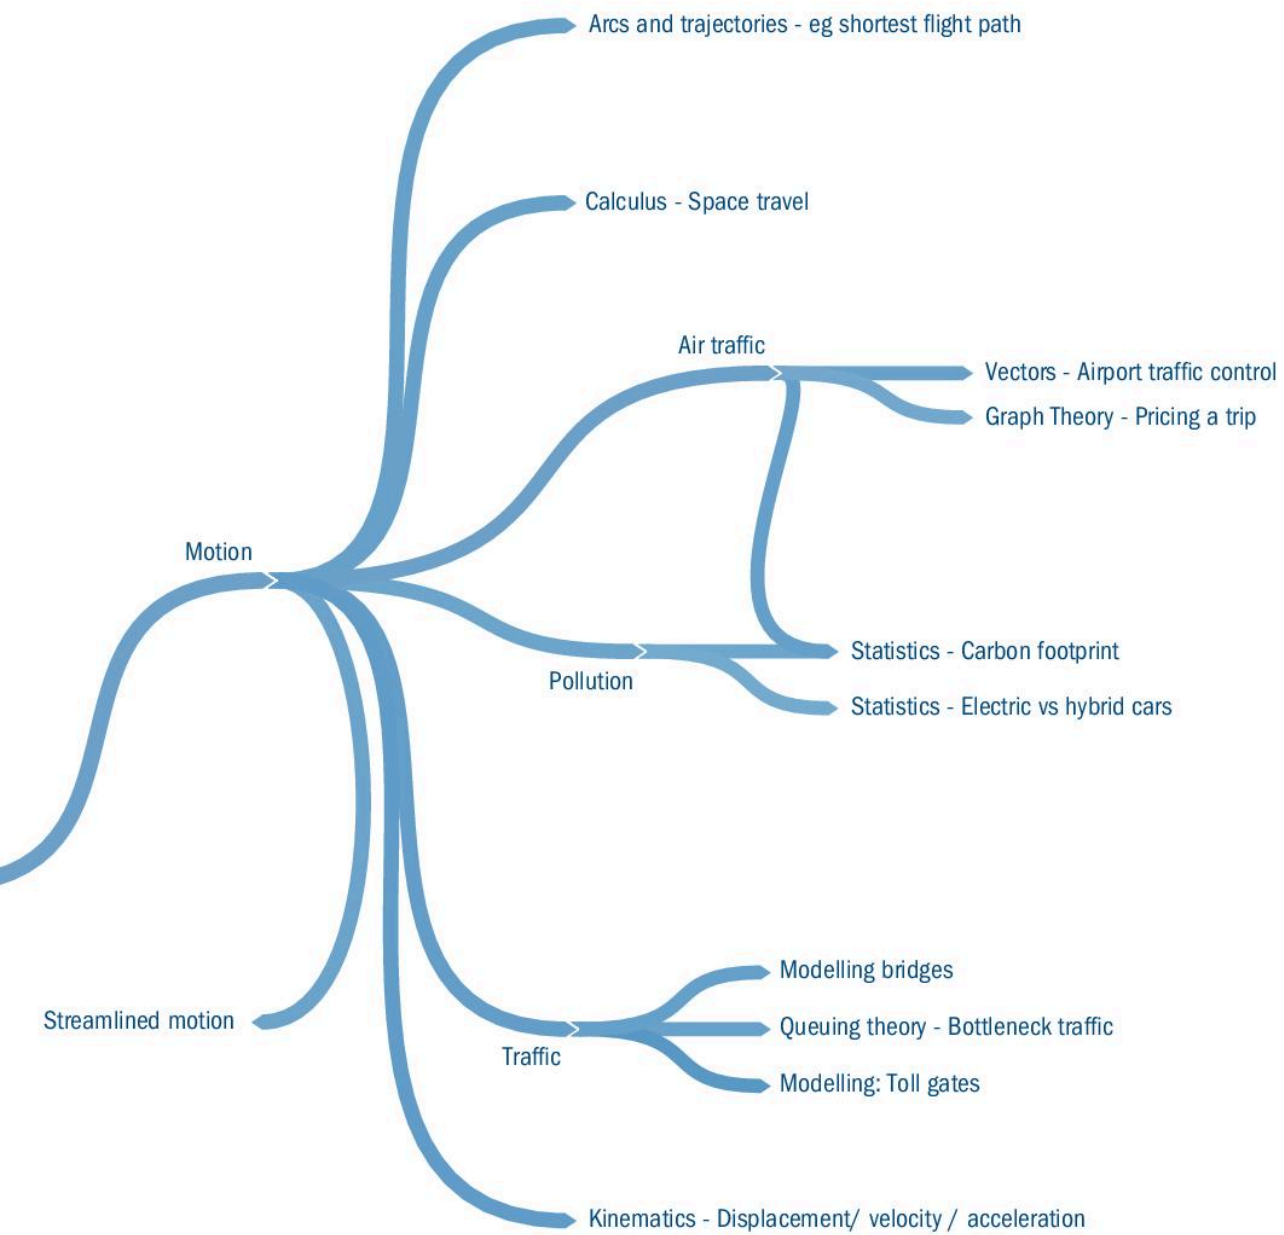 Arcs and trajectories - eg shortest flight path
Calculus - Space travel
Air traffic
Vectors - Airport traffic control
Graph Theory - Pricing a trip
Motion
Statistics - Carbon footprint
Pollution
Statistics - Electric vs hybrid cars
Modelling bridges
Streamlined motion
Queuing theory - Bottleneck traffic
Traffic
Modelling: Toll gates
Kinematics - Displacement/ velocity / acceleration